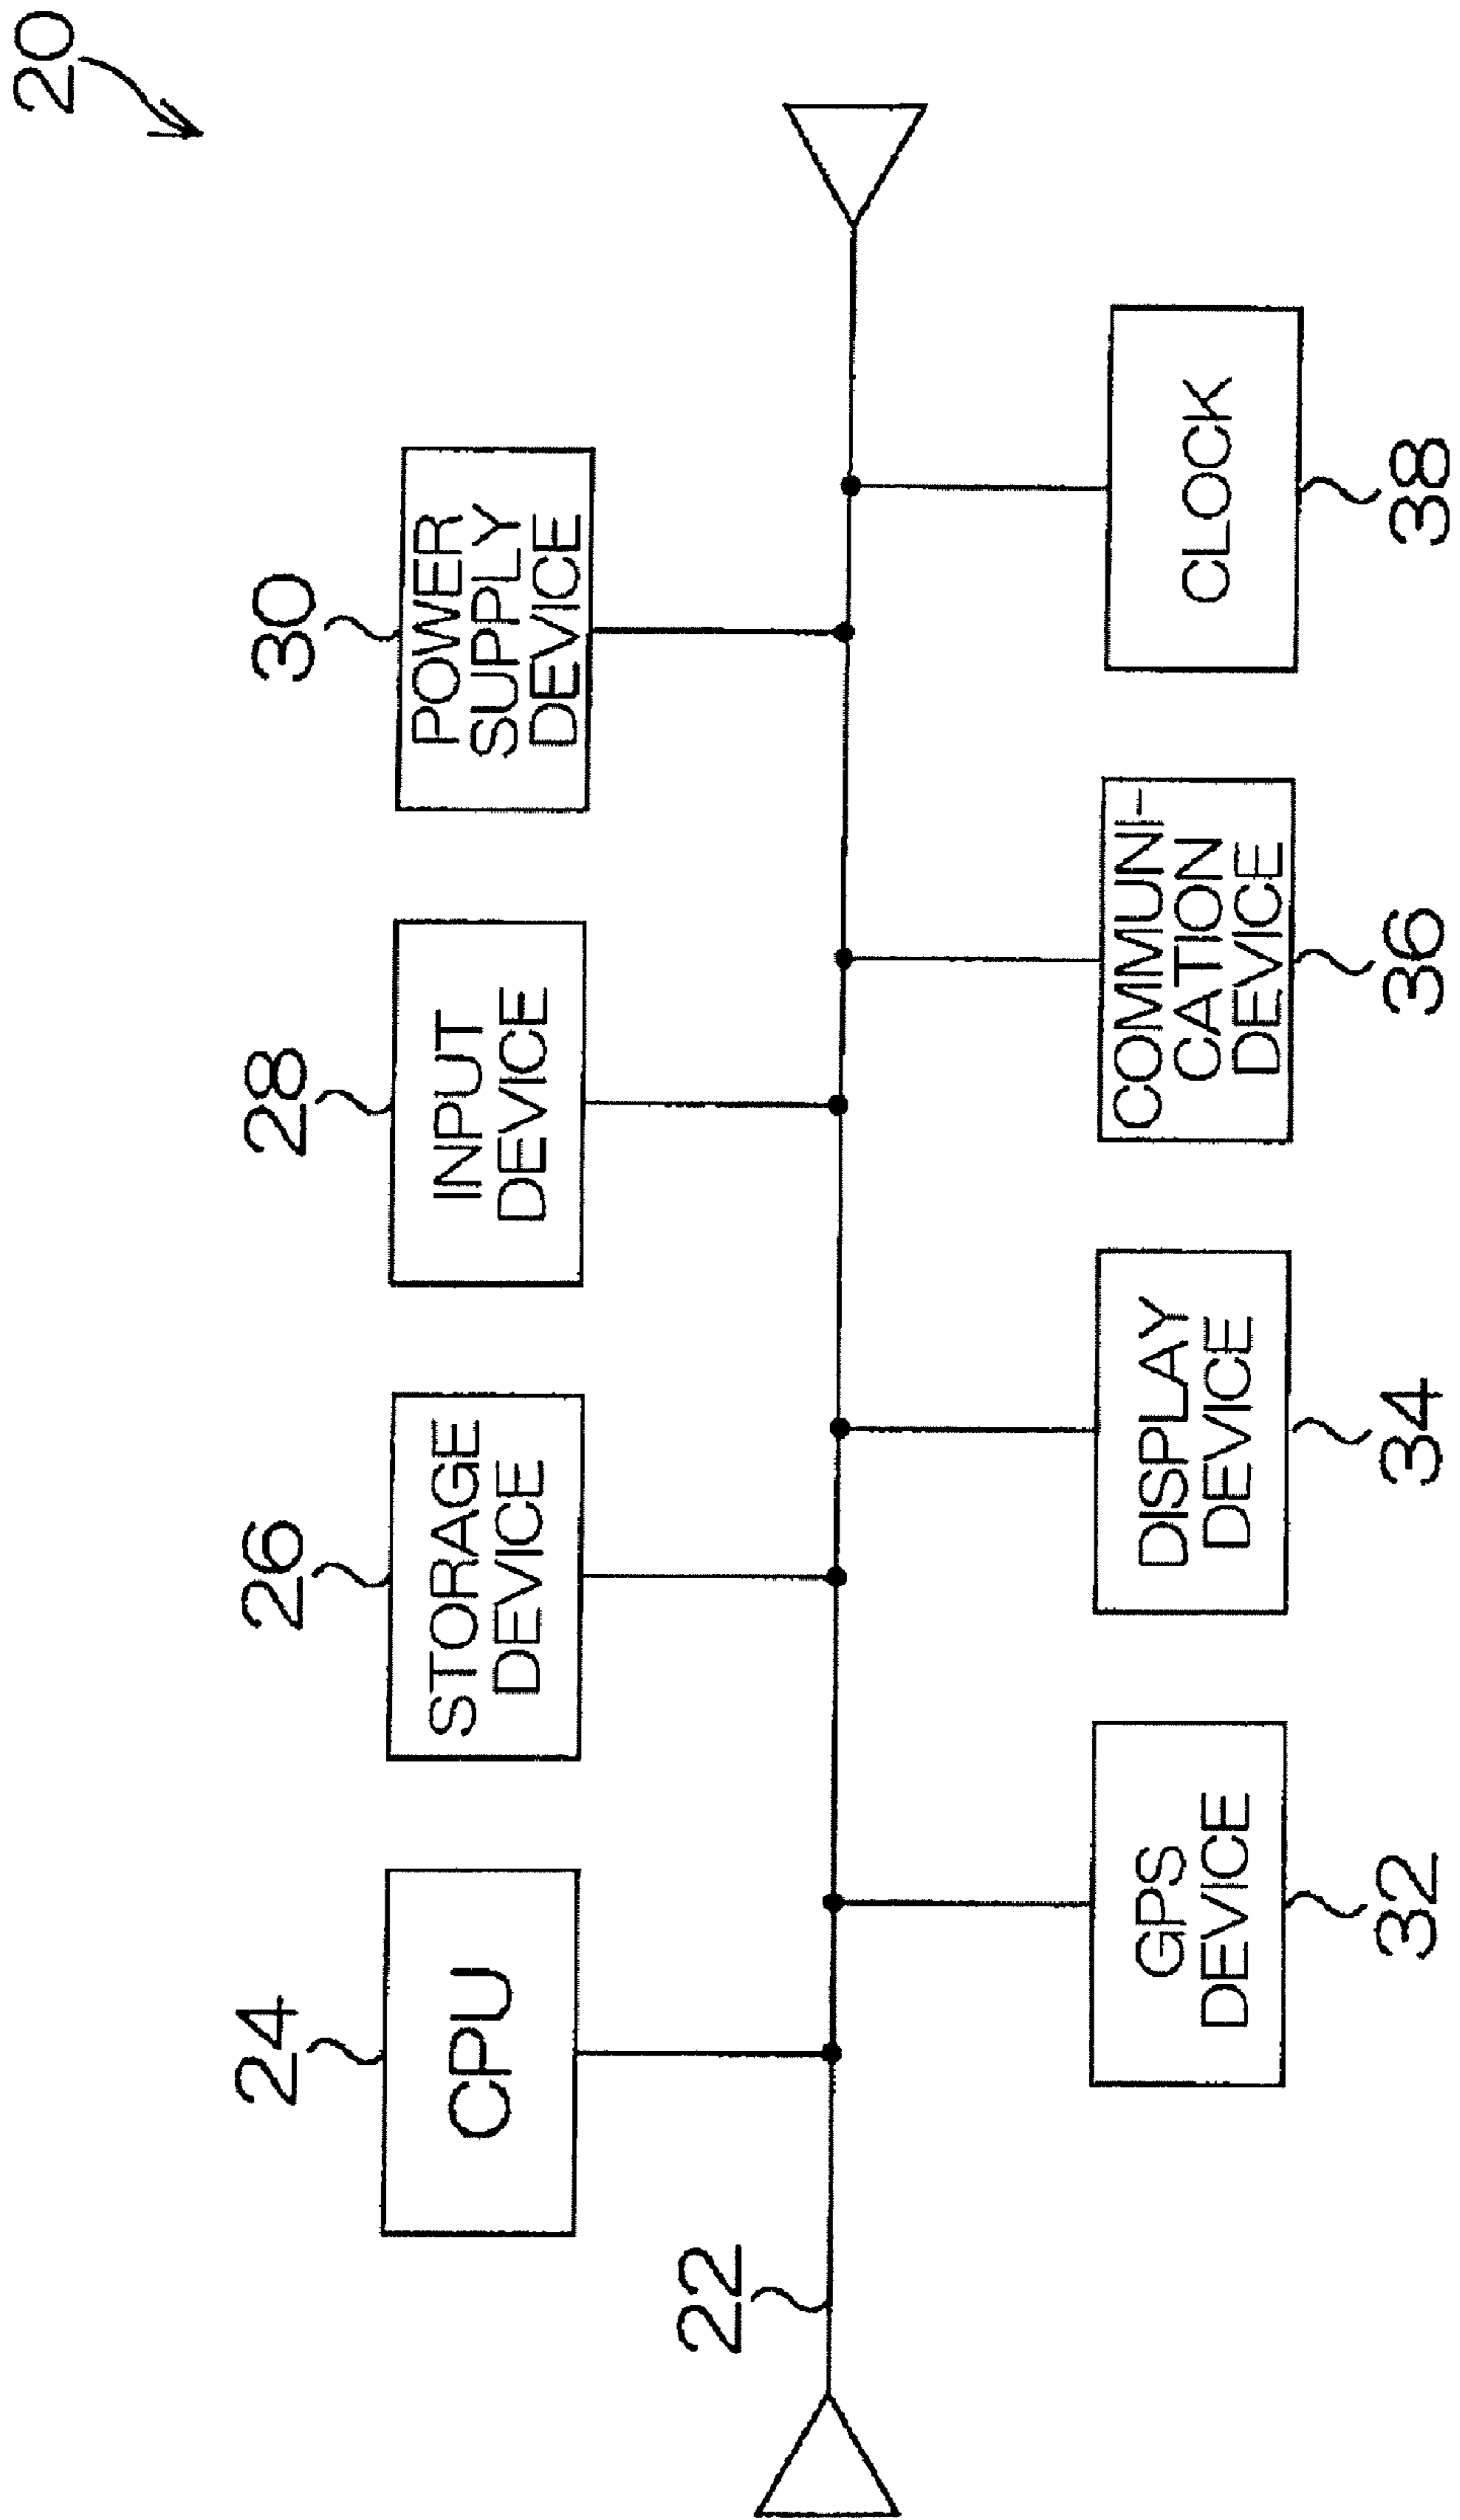 20
24
26
28
30
CPU
STORAGE
DEVICE
INPUT
DEVICE
POWER
SUPPLY
DEVICE
22
GPS
DEVICE
DISPLAY
DEVICE
COMMUNI-
CATION
DEVICE
CLOCK
32
34
36
38